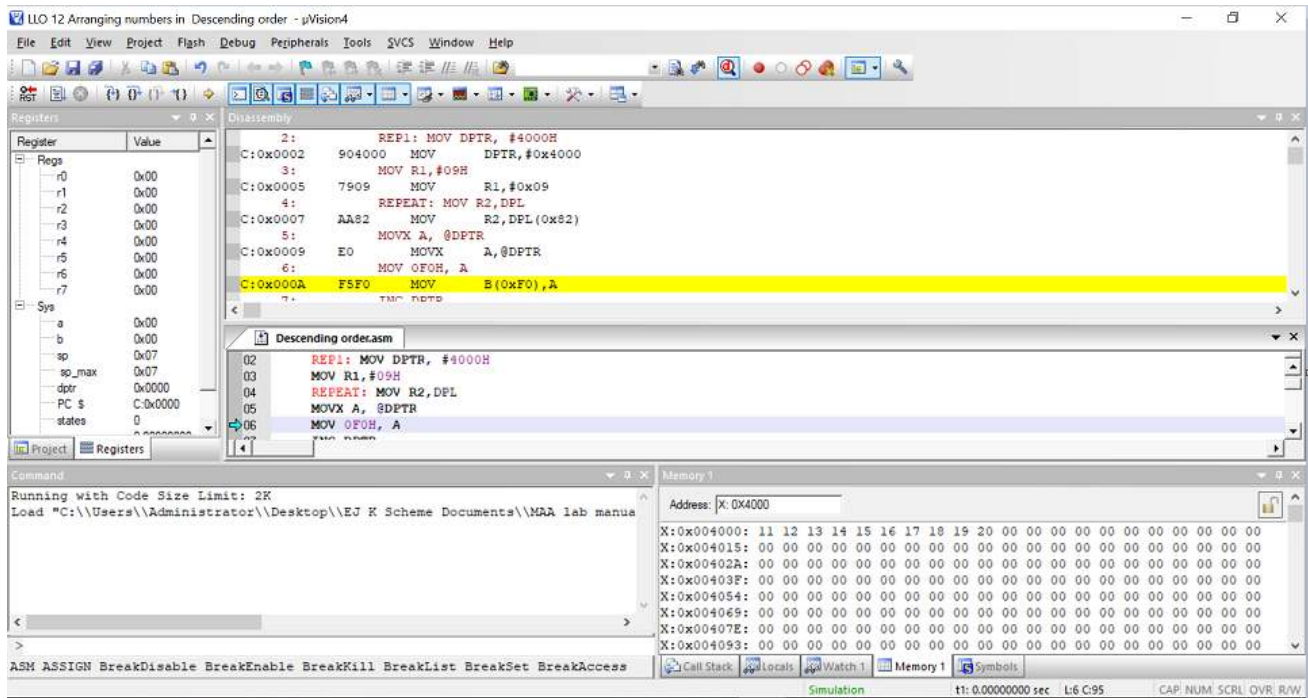 LLO 12 Arranging numbers in Descending order - µVision4
File Edit View Project Flash Debug Peripherals Tools SVCS Window Help
Registers
Register Value
Regs
r0 0x00
r1 0x00
r2 0x00
r3 0x00
r4 0x00
r5 0x00
r6 0x00
r7 0x00
Sys
a 0x00
b 0x00
sp 0x07
sp_max 0x07
dptr 0x0000
PC $ C:0x0000
states 0
Project Registers
Disassembly
2: REP1: MOV DPTR, #4000H
C:0x0002 904000 MOV DPTR,#0x4000
3: MOV R1,#09H
C:0x0005 7909 MOV R1,#0x09
4: REPEAT: MOV R2,DPL
C:0x0007 AA82 MOV R2,DPL(0x82)
5: MOVX A, @DPTR
C:0x0009 E0 MOVX A,@DPTR
6: MOV 0F0H, A
C:0x000A F5F0 MOV B(0xF0),A
7: INC DPTR
Descending order.asm
02 REP1: MOV DPTR, #4000H
03 MOV R1,#09H
04 REPEAT: MOV R2,DPL
05 MOVX A, @DPTR
06 MOV 0F0H, A
07 INC DPTR
Command
Running with Code Size Limit: 2K
Load "C:\\Users\\Administrator\\Desktop\\EJ K Scheme Documents\\MAA lab manua
>
ASM ASSIGN BreakDisable BreakEnable BreakKill BreakList BreakSet BreakAccess
Memory 1
Address: X: 0X4000
X:0x004000: 11 12 13 14 15 16 17 18 19 20 00 00 00 00 00 00 00 00 00 00 00
X:0x004015: 00 00 00 00 00 00 00 00 00 00 00 00 00 00 00 00 00 00 00 00 00
X:0x00402A: 00 00 00 00 00 00 00 00 00 00 00 00 00 00 00 00 00 00 00 00 00
X:0x00403F: 00 00 00 00 00 00 00 00 00 00 00 00 00 00 00 00 00 00 00 00 00
X:0x004054: 00 00 00 00 00 00 00 00 00 00 00 00 00 00 00 00 00 00 00 00 00
X:0x004069: 00 00 00 00 00 00 00 00 00 00 00 00 00 00 00 00 00 00 00 00 00
X:0x00407E: 00 00 00 00 00 00 00 00 00 00 00 00 00 00 00 00 00 00 00 00 00
X:0x004093: 00 00 00 00 00 00 00 00 00 00 00 00 00 00 00 00 00 00 00 00 00
Call Stack Locals Watch 1 Memory 1 Symbols
Simulation t1: 0.00000000 sec L:6 C:95 CAP NUM SCRL OVR R/W